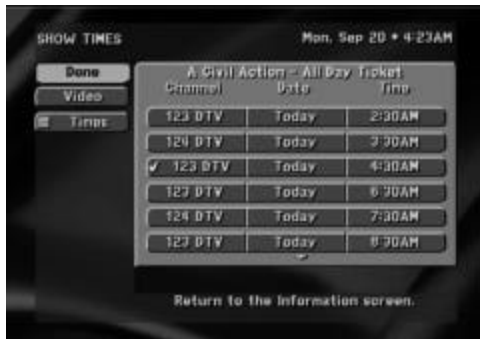 SHOW TIMES Mon, Sep 20 * 4:23AM
Done
Video
Times
A Civil Action - All Day Ticket
Channel Date Time
123 DTV Today 2:30AM
124 DTV Today 3:30AM
✓ 123 DTV Today 4:30AM
123 DTV Today 6:30AM
124 DTV Today 7:30AM
123 DTV Today 8:30AM
Return to the Information screen.